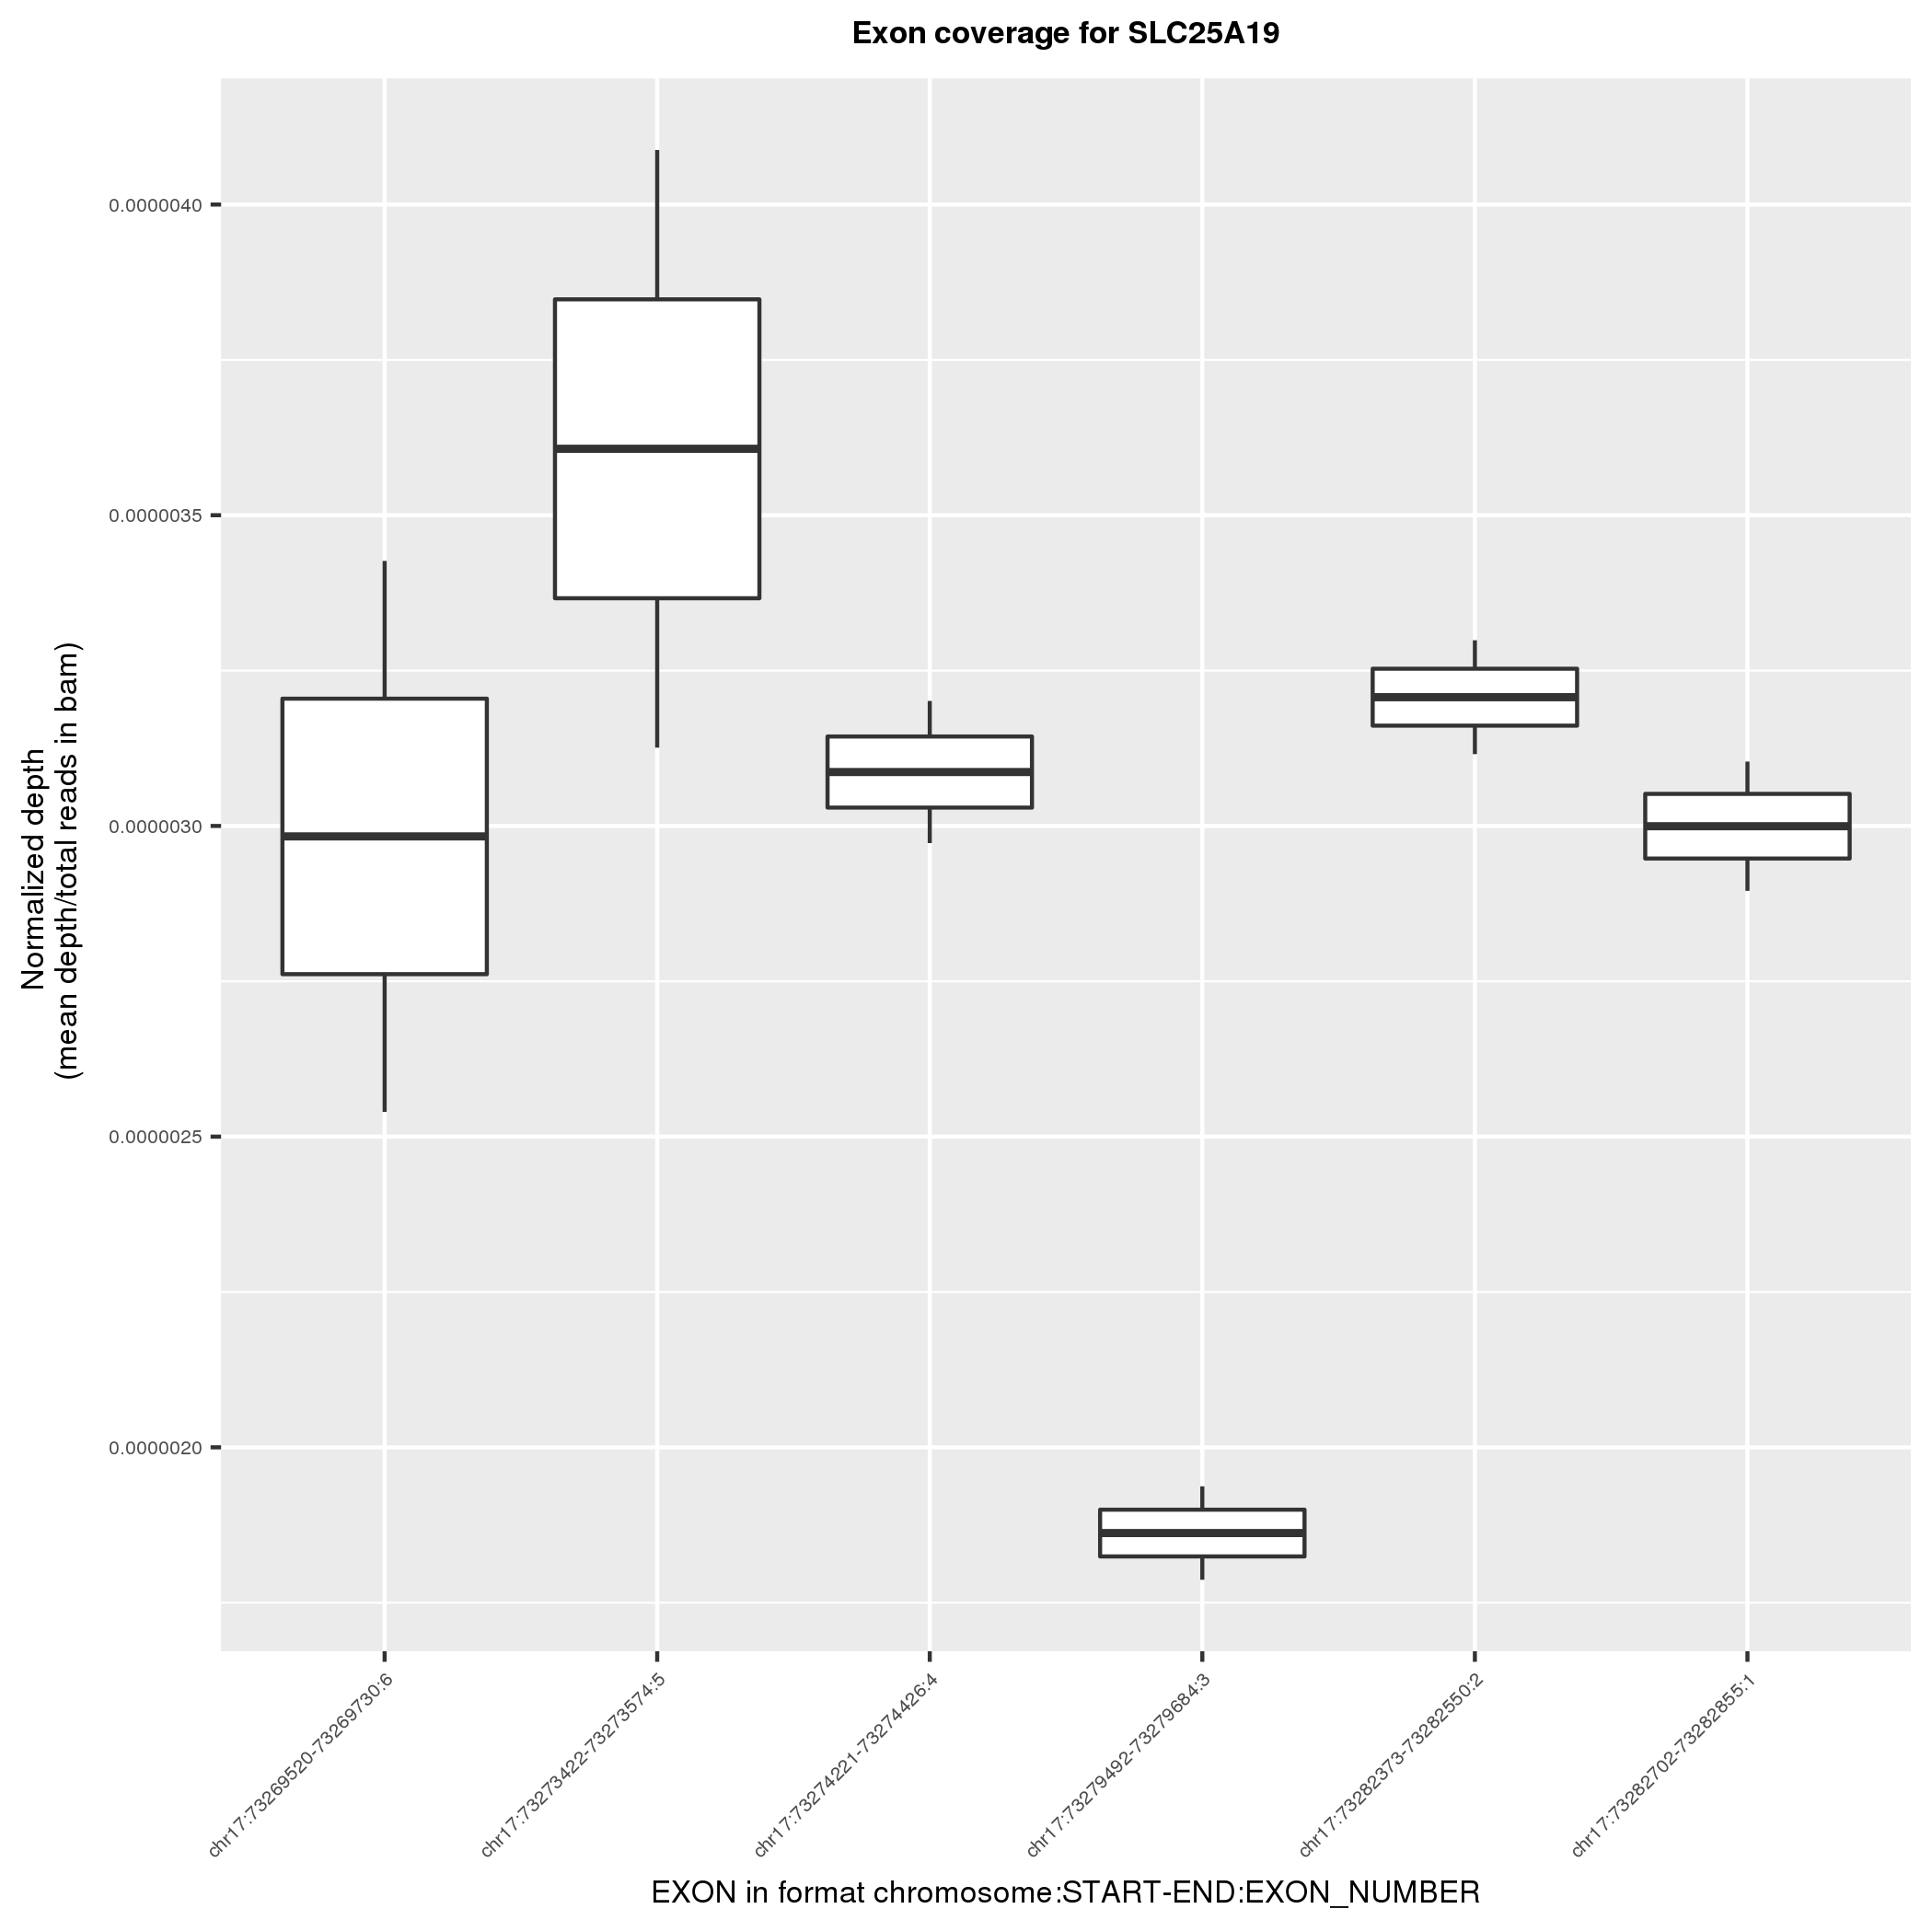 Exon coverage for SLC25A19
Normalized depth
(mean depth/total reads in bam)
0.0000040
0.0000035
0.0000030
0.0000025
0.0000020
chr17:73269520-73269730:6
chr17:73273422-73273574:5
chr17:73274221-73274426:4
chr17:73279492-73279684:3
chr17:73282373-73282550:2
chr17:73282702-73282855:1
EXON in format chromosome:START-END:EXON_NUMBER